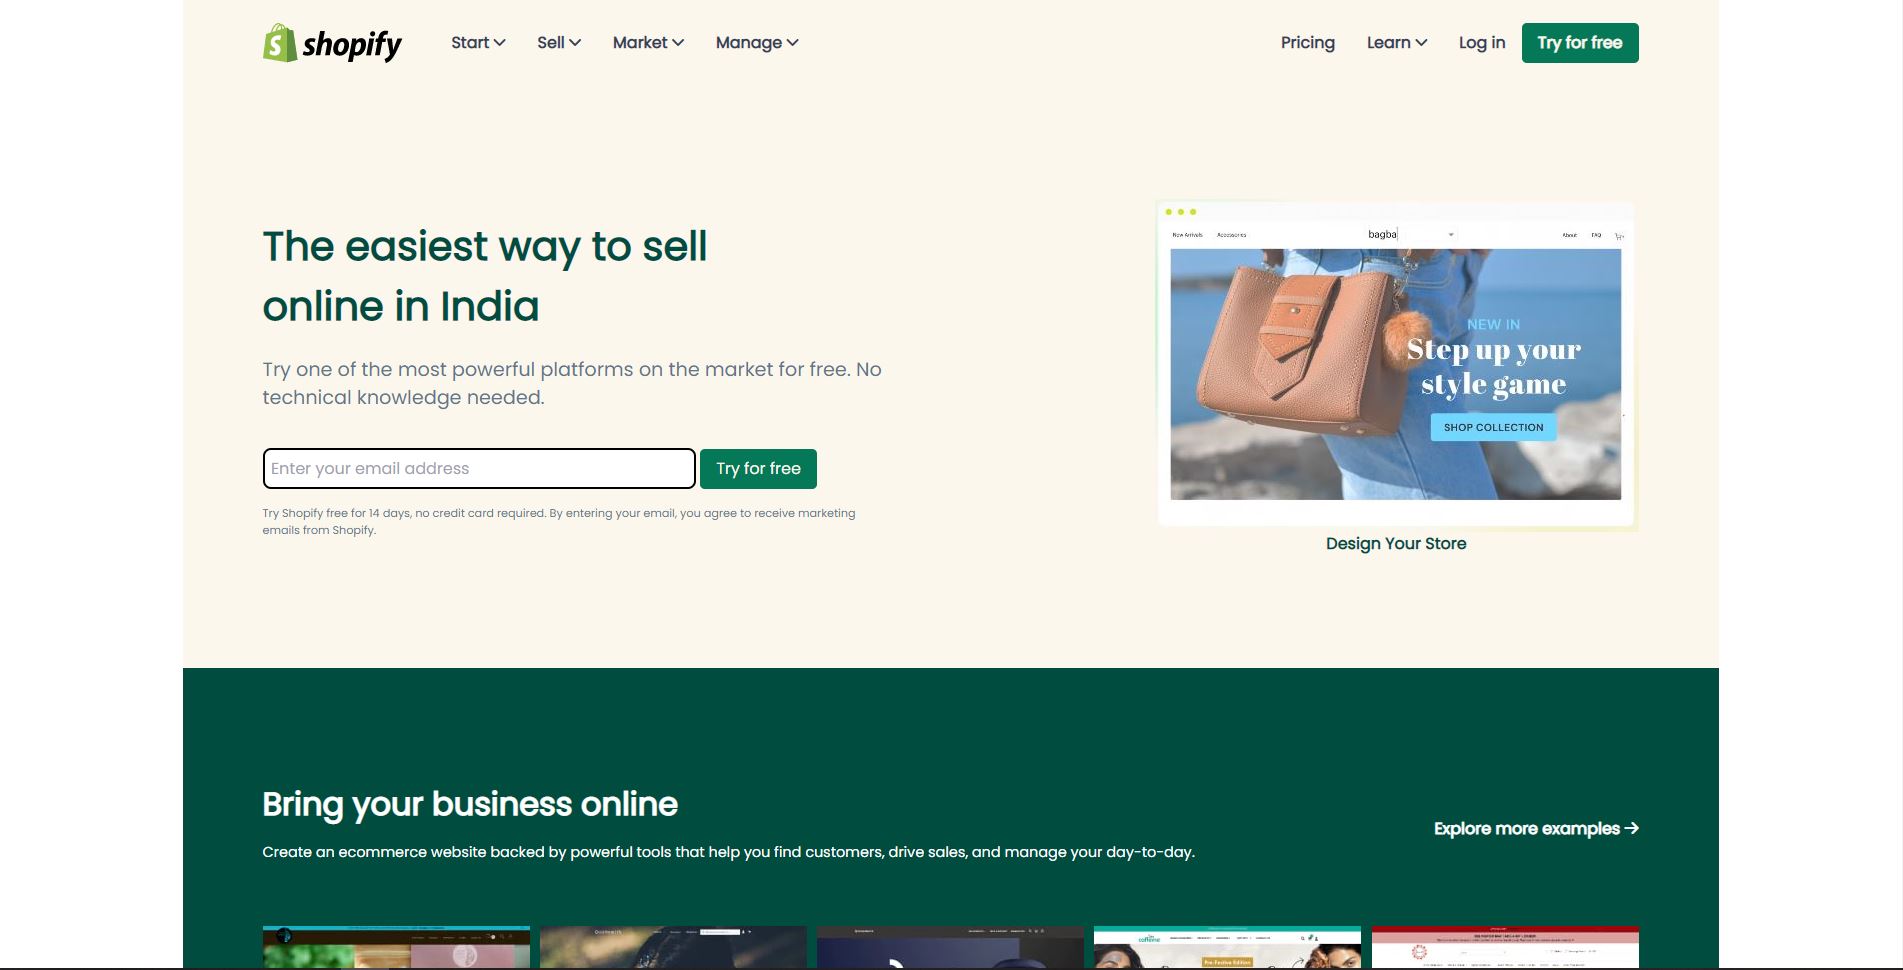 shopify
Start
Sell
Market
Manage
Pricing
Learn
Log in
Try for free
The easiest way to sell
online in India
Try one of the most powerful platforms on the market for free. No
technical knowledge needed.
Enter your email address
Try for free
Try Shopify free for 14 days, no credit card required. By entering your email, you agree to receive marketing
emails from Shopify.
New Arrivals
Accessories
bagba
About
FAQ
NEW IN
Step up your
style game
SHOP COLLECTION
Design Your Store
Bring your business online
Create an ecommerce website backed by powerful tools that help you find customers, drive sales, and manage your day-to-day.
Explore more examples
caffeine
Pre-Festive Edition